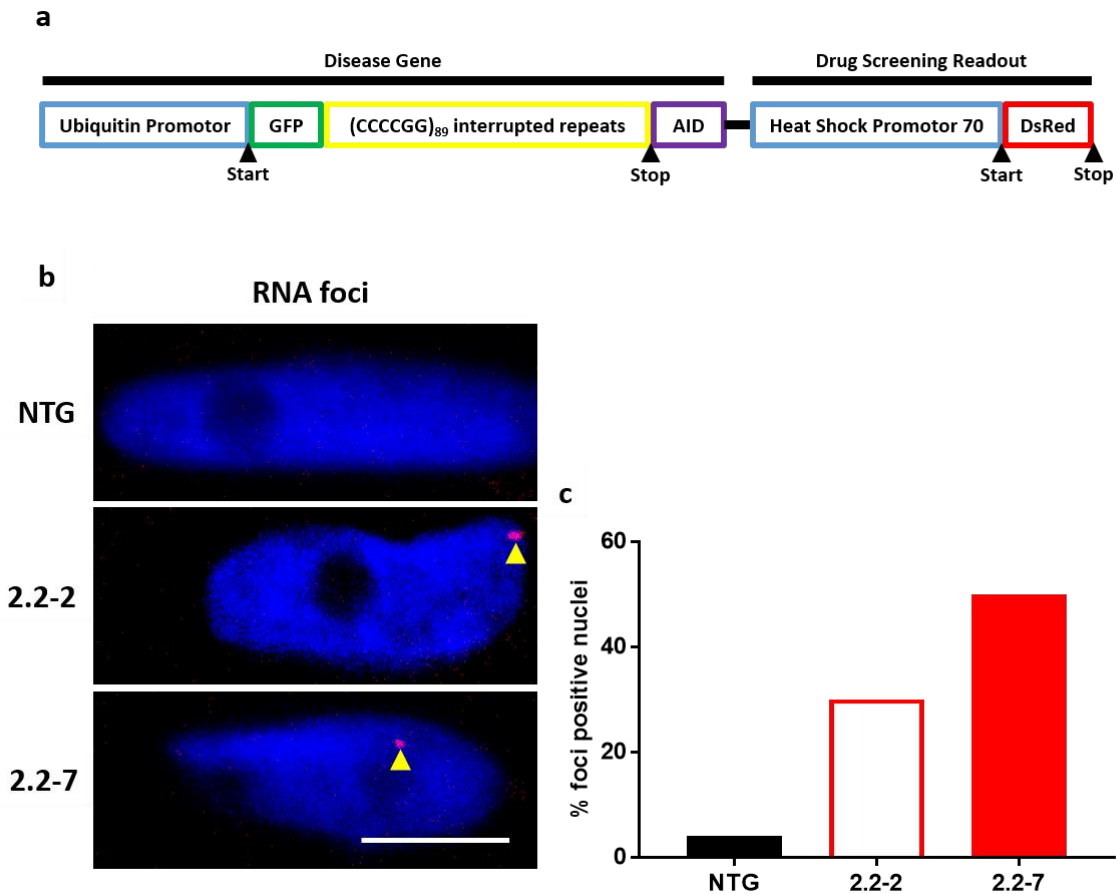 a
Disease Gene
Drug Screening Readout
Ubiquitin Promotor
GFP
(CCCCGG)₈₉ interrupted repeats
AID
Heat Shock Promotor 70
DsRed
Start
Stop
Start
Stop
b
RNA foci
NTG
2.2-2
2.2-7
c
% foci positive nuclei
60
40
20
0
NTG
2.2-2
2.2-7